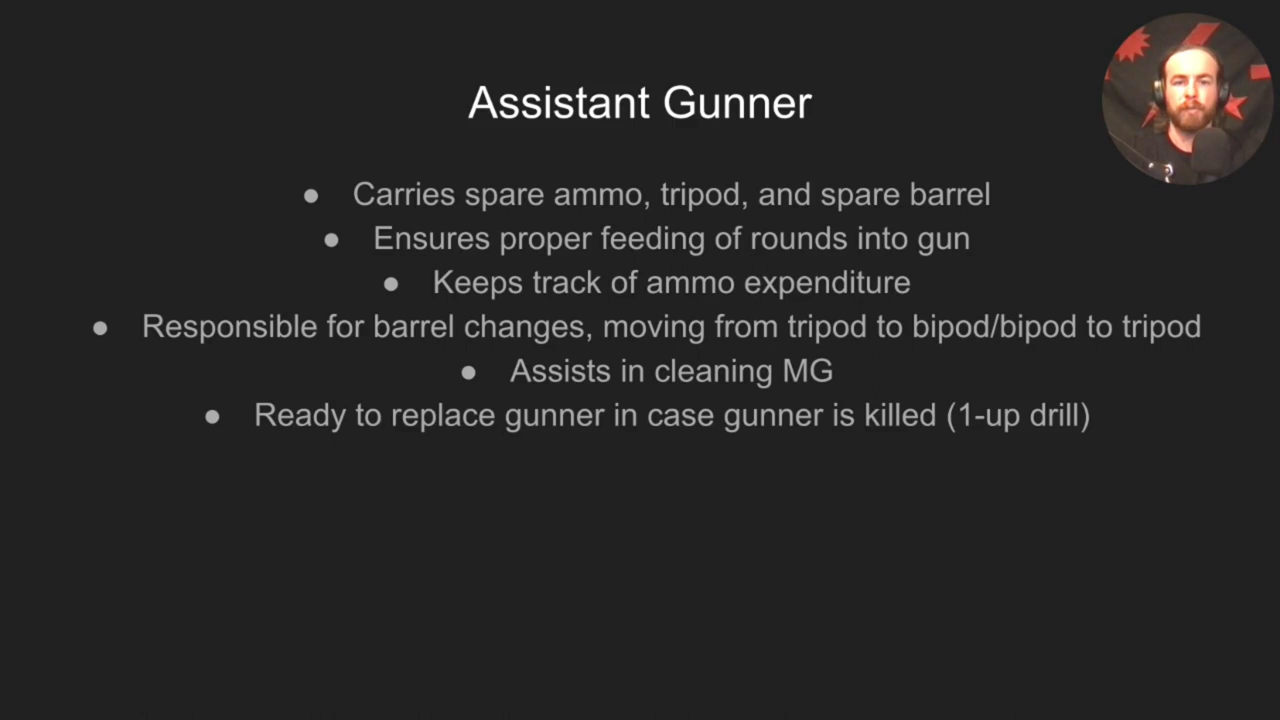 Assistant Gunner
● Carries spare ammo, tripod, and spare barrel
● Ensures proper feeding of rounds into gun
● Keeps track of ammo expenditure
● Responsible for barrel changes, moving from tripod to bipod/bipod to tripod
● Assists in cleaning MG
● Ready to replace gunner in case gunner is killed (1-up drill)